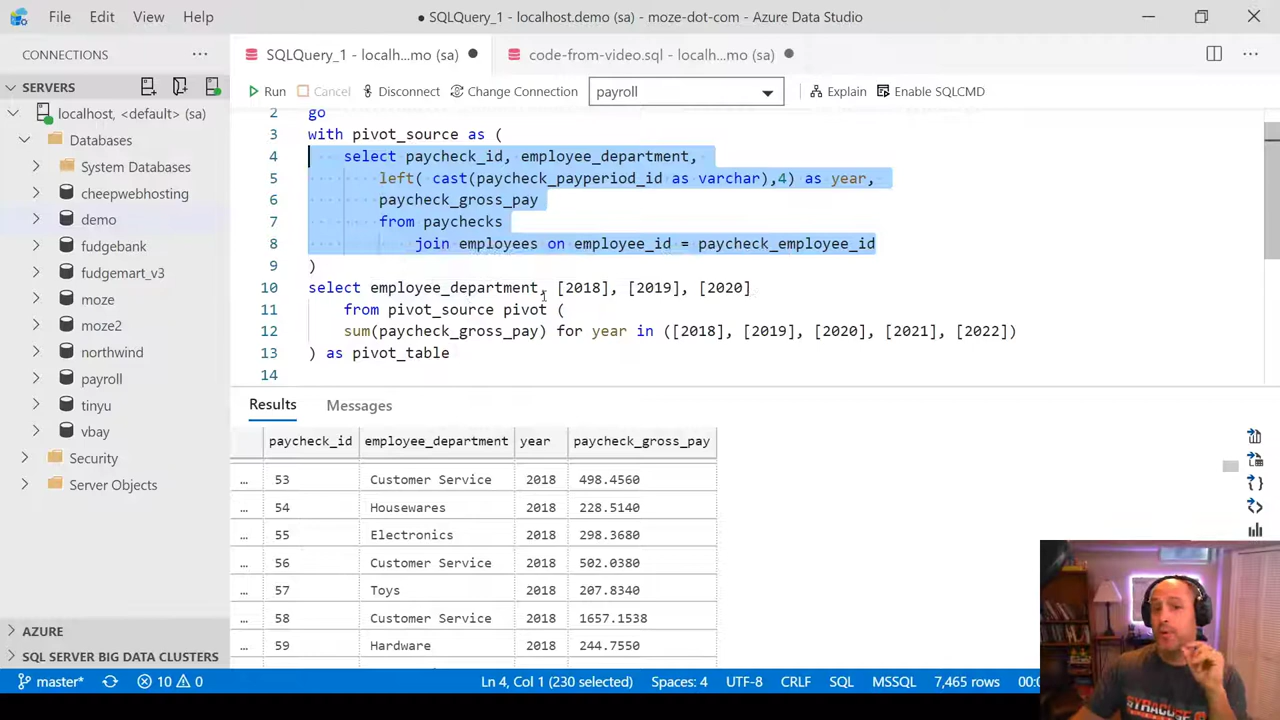 File Edit View Help
● SQLQuery_1 - localhost.demo (sa) - moze-dot-com - Azure Data Studio
CONNECTIONS ...
SQLQuery_1 - localh...mo (sa) ●
code-from-video.sql - localh...mo (sa) ●
SERVERS
Run Cancel Disconnect Change Connection payroll Explain Enable SQLCMD
localhost, <default> (sa)
Databases
System Databases
cheepwebhosting
demo
fudgebank
fudgemart_v3
moze
moze2
northwind
payroll
tinyu
vbay
Security
Server Objects
AZURE
SQL SERVER BIG DATA CLUSTERS
2 go
3 with pivot_source as (
4 select paycheck_id, employee_department,
5 left( cast(paycheck_payperiod_id as varchar),4) as year,
6 paycheck_gross_pay
7 from paychecks
8 join employees on employee_id = paycheck_employee_id
9 )
10 select employee_department, [2018], [2019], [2020]
11 from pivot_source pivot (
12 sum(paycheck_gross_pay) for year in ([2018], [2019], [2020], [2021], [2022])
13 ) as pivot_table
14
Results Messages
paycheck_id employee_department year paycheck_gross_pay
... 53 Customer Service 2018 498.4560
... 54 Housewares 2018 228.5140
... 55 Electronics 2018 298.3680
... 56 Customer Service 2018 502.0380
... 57 Toys 2018 207.8340
... 58 Customer Service 2018 1657.1538
... 59 Hardware 2018 244.7550
master* 10 0 Ln 4, Col 1 (230 selected) Spaces: 4 UTF-8 CRLF SQL MSSQL 7,465 rows